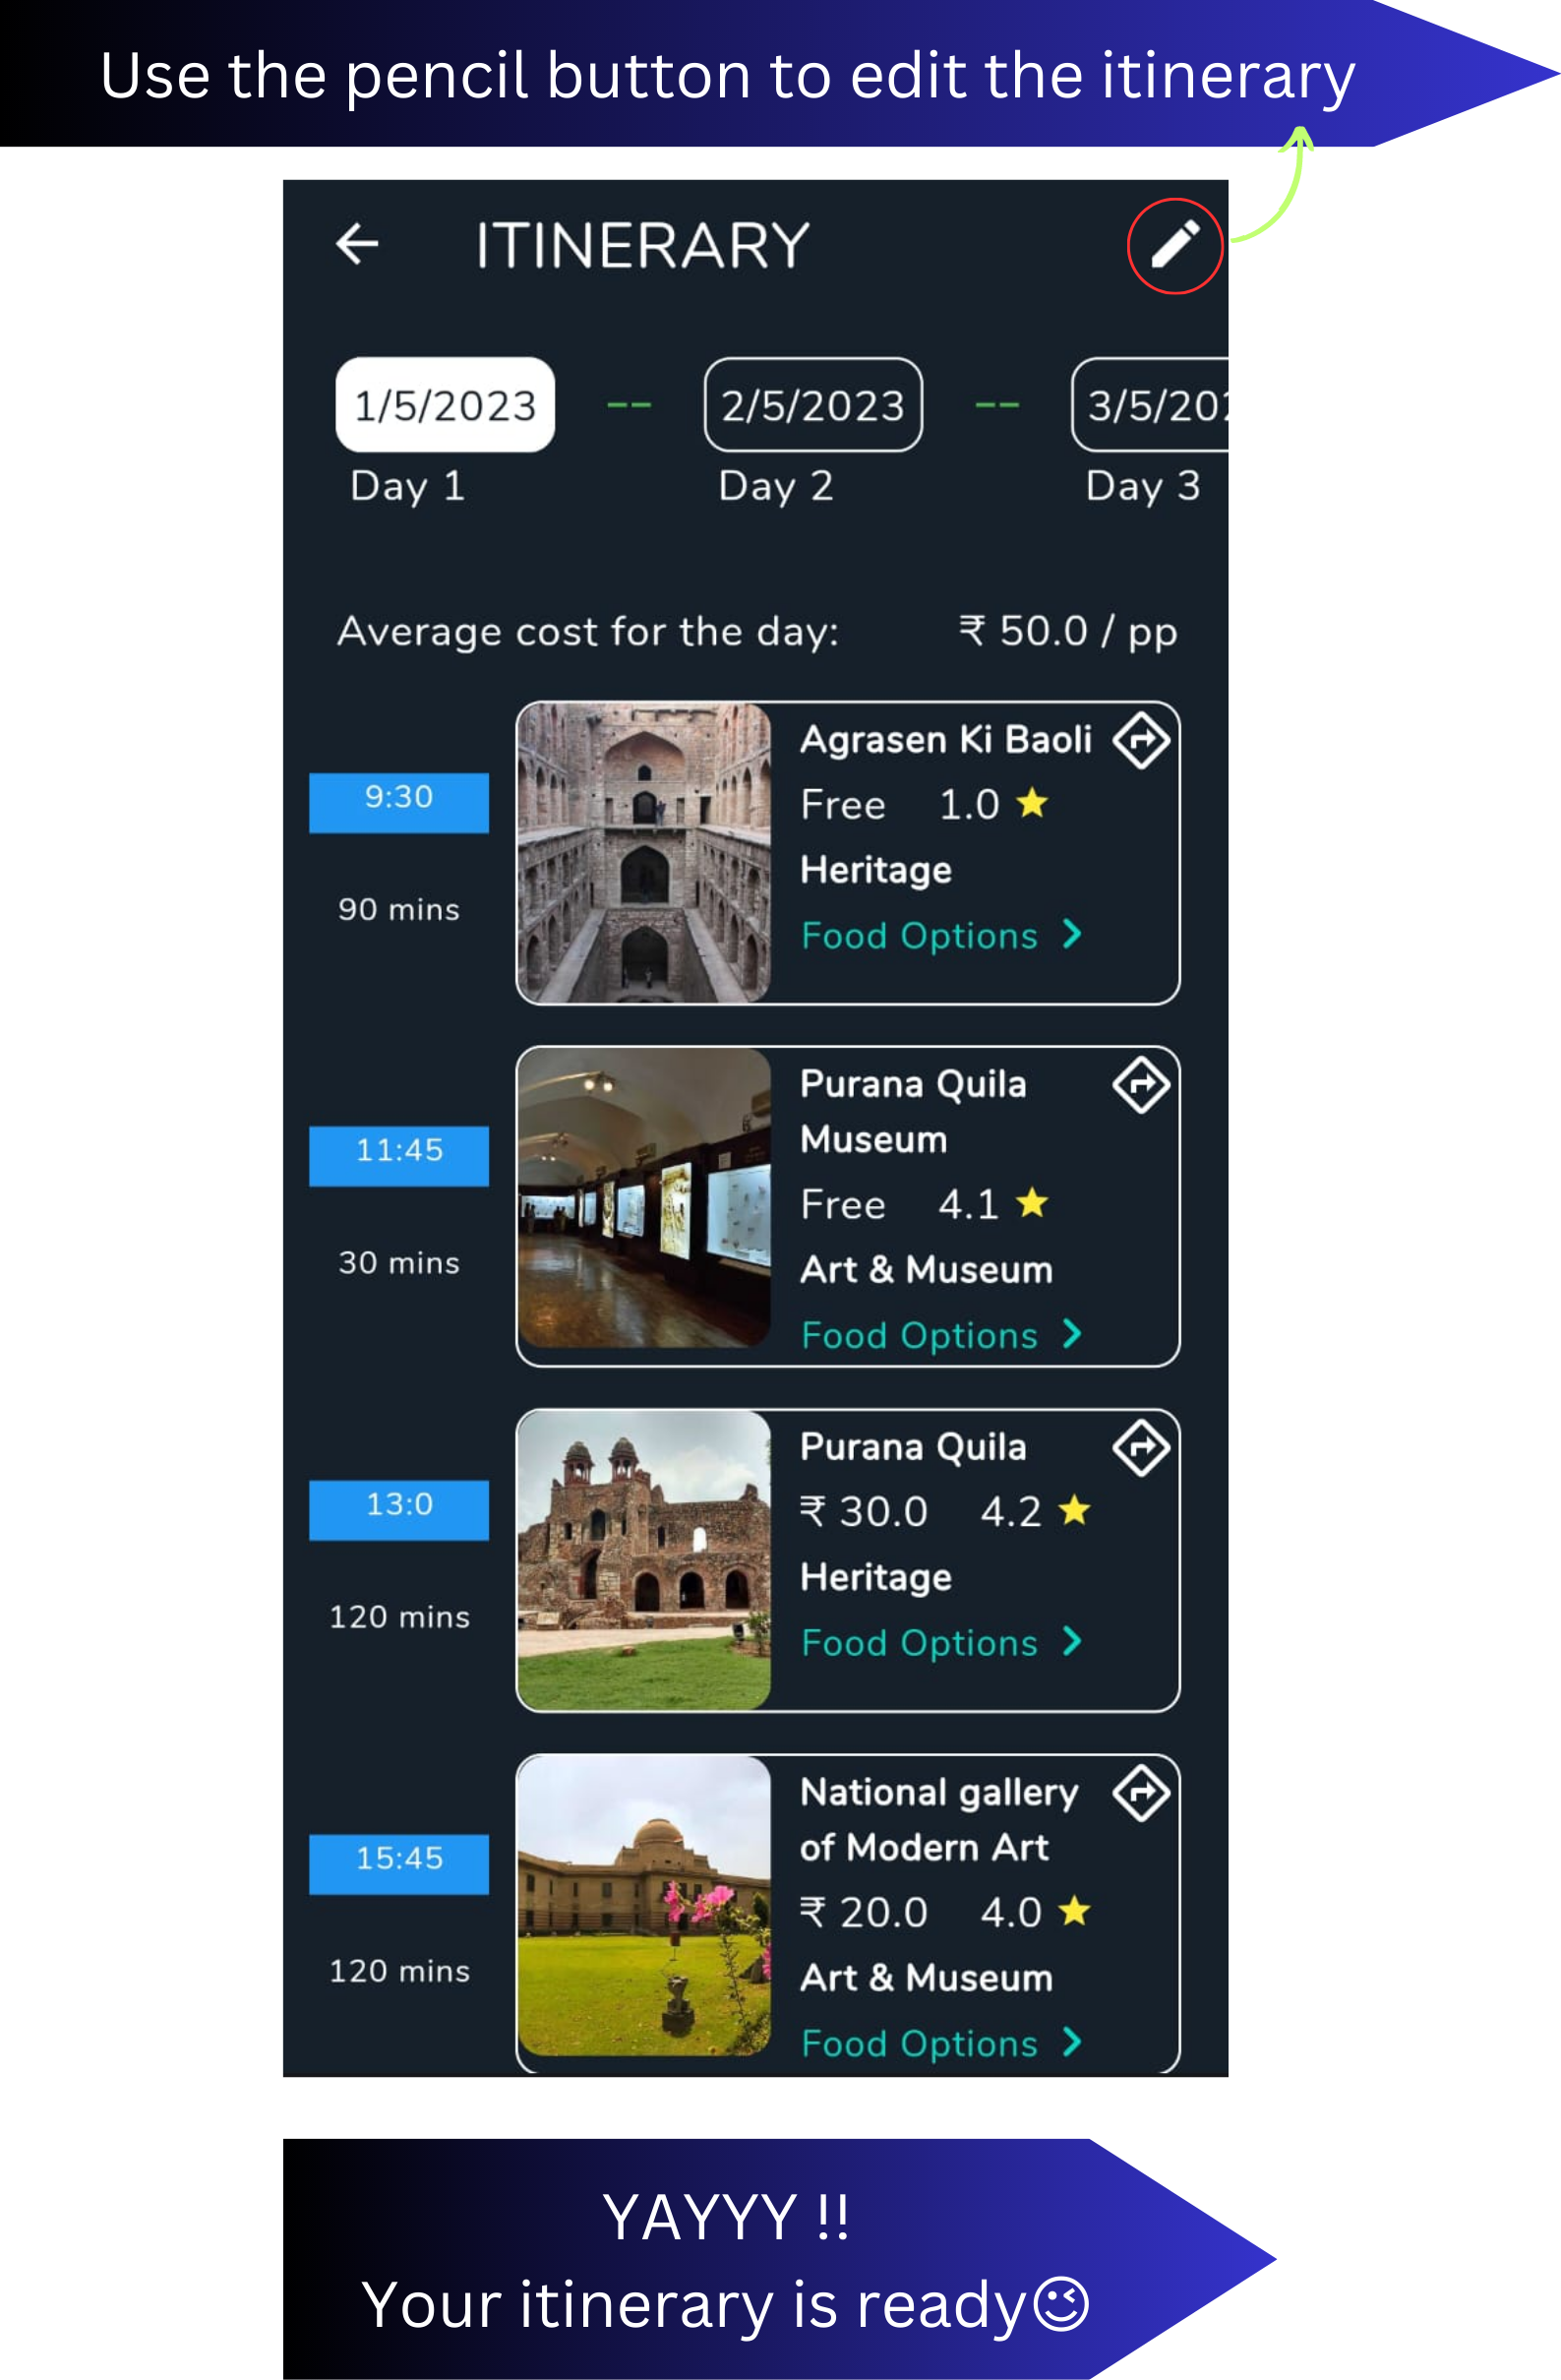 Use the pencil button to edit the itinerary
ITINERARY
1/5/2023 -- 2/5/2023 -- 3/5/202
Day 1 Day 2 Day 3
Average cost for the day: ₹ 50.0 / pp
Agrasen Ki Baoli
9:30
Free 1.0
Heritage
90 mins
Food Options
Purana Quila
Museum
11:45
Free 4.1
30 mins
Art & Museum
Food Options
Purana Quila
13:0
₹ 30.0 4.2
Heritage
120 mins
Food Options
National gallery
of Modern Art
15:45
₹ 20.0 4.0
120 mins
Art & Museum
Food Options
YAYYY !!
Your itinerary is ready😉